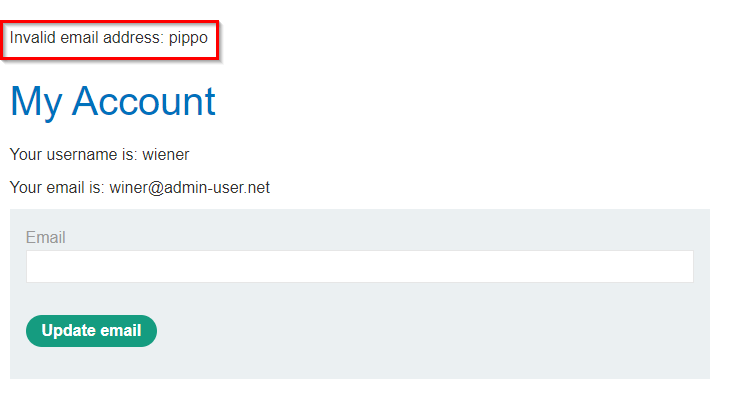 Invalid email address: pippo
My Account
Your username is: wiener
Your email is: winer@admin-user.net
Email
Update email